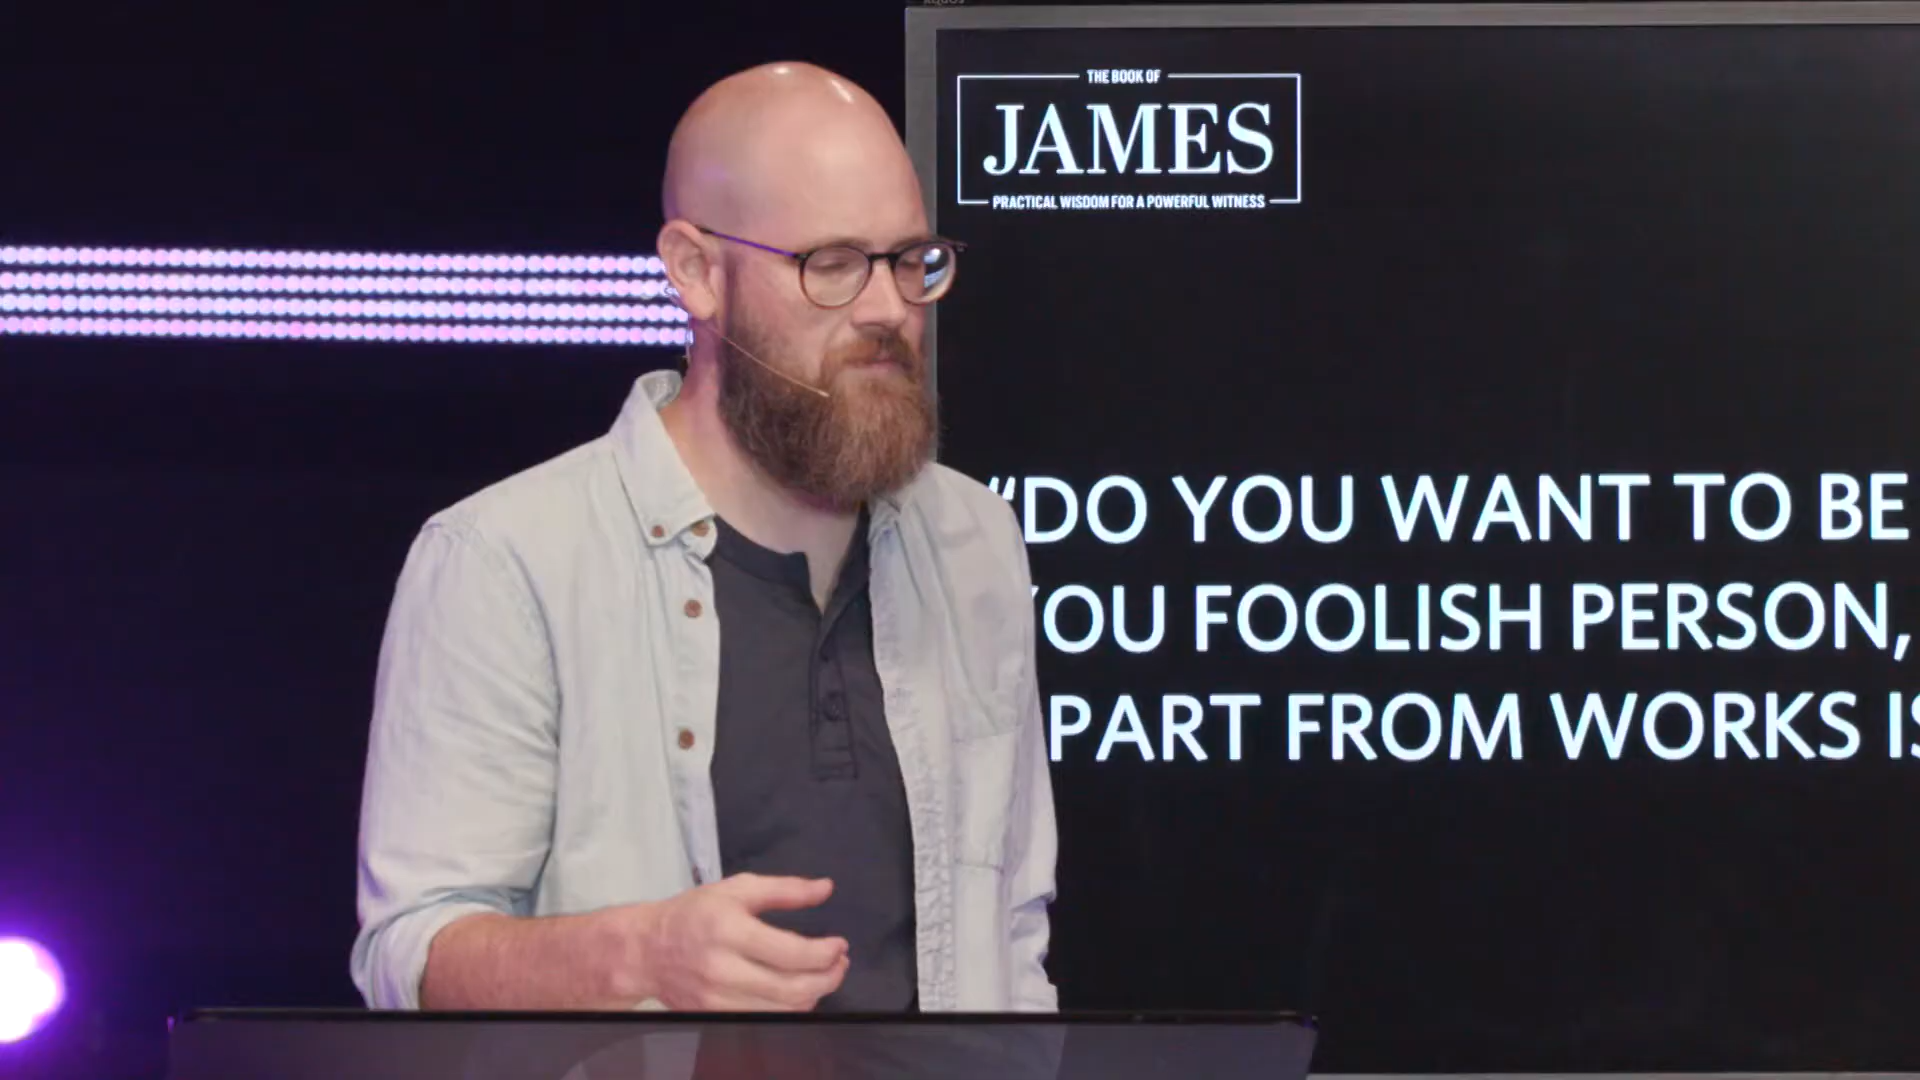 THE BOOK OF
JAMES
PRACTICAL WISDOM FOR A POWERFUL WITNESS
“DO YOU WANT TO BE
YOU FOOLISH PERSON,
PART FROM WORKS IS